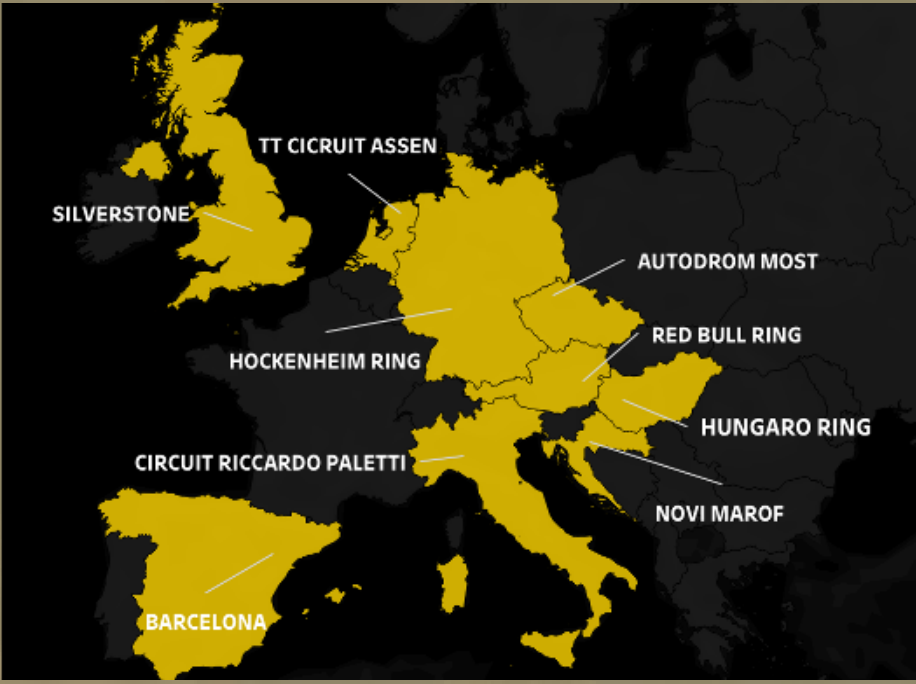 TT CICRUIT ASSEN
SILVERSTONE
AUTODROM MOST
RED BULL RING
HOCKENHEIM RING
HUNGARO RING
CIRCUIT RICCARDO PALETTI
NOVI MAROF
BARCELONA